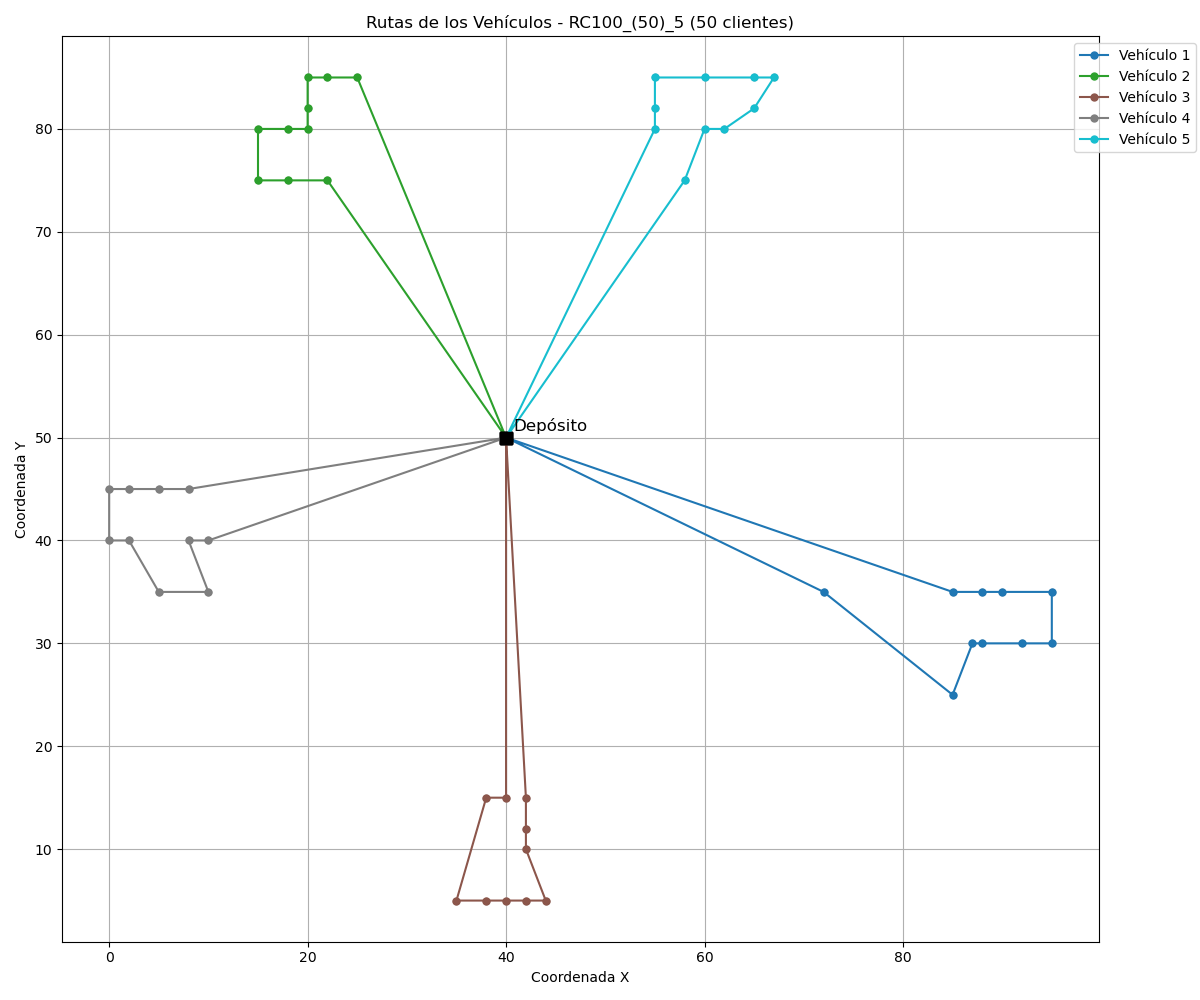 Rutas de los Vehículos - RC100_(50)_5 (50 clientes)
Vehículo 1
Vehículo 2
Vehículo 3
Vehículo 4
Vehículo 5
80
70
60
50
40
30
20
10
Coordenada Y
Depósito
0
20
40
60
80
Coordenada X